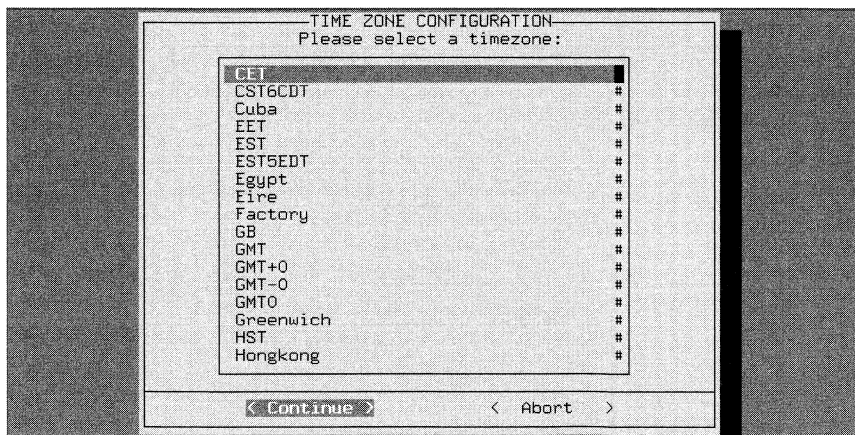 TIME ZONE CONFIGURATION
Please select a timezone:
CET
CST6CDT #
Cuba #
EET #
EST #
EST5EDT #
Egypt #
Eire #
Factory #
GB #
GMT #
GMT+0 #
GMT-0 #
GMT0 #
Greenwich #
HST #
Hongkong #
< Continue > < Abort >